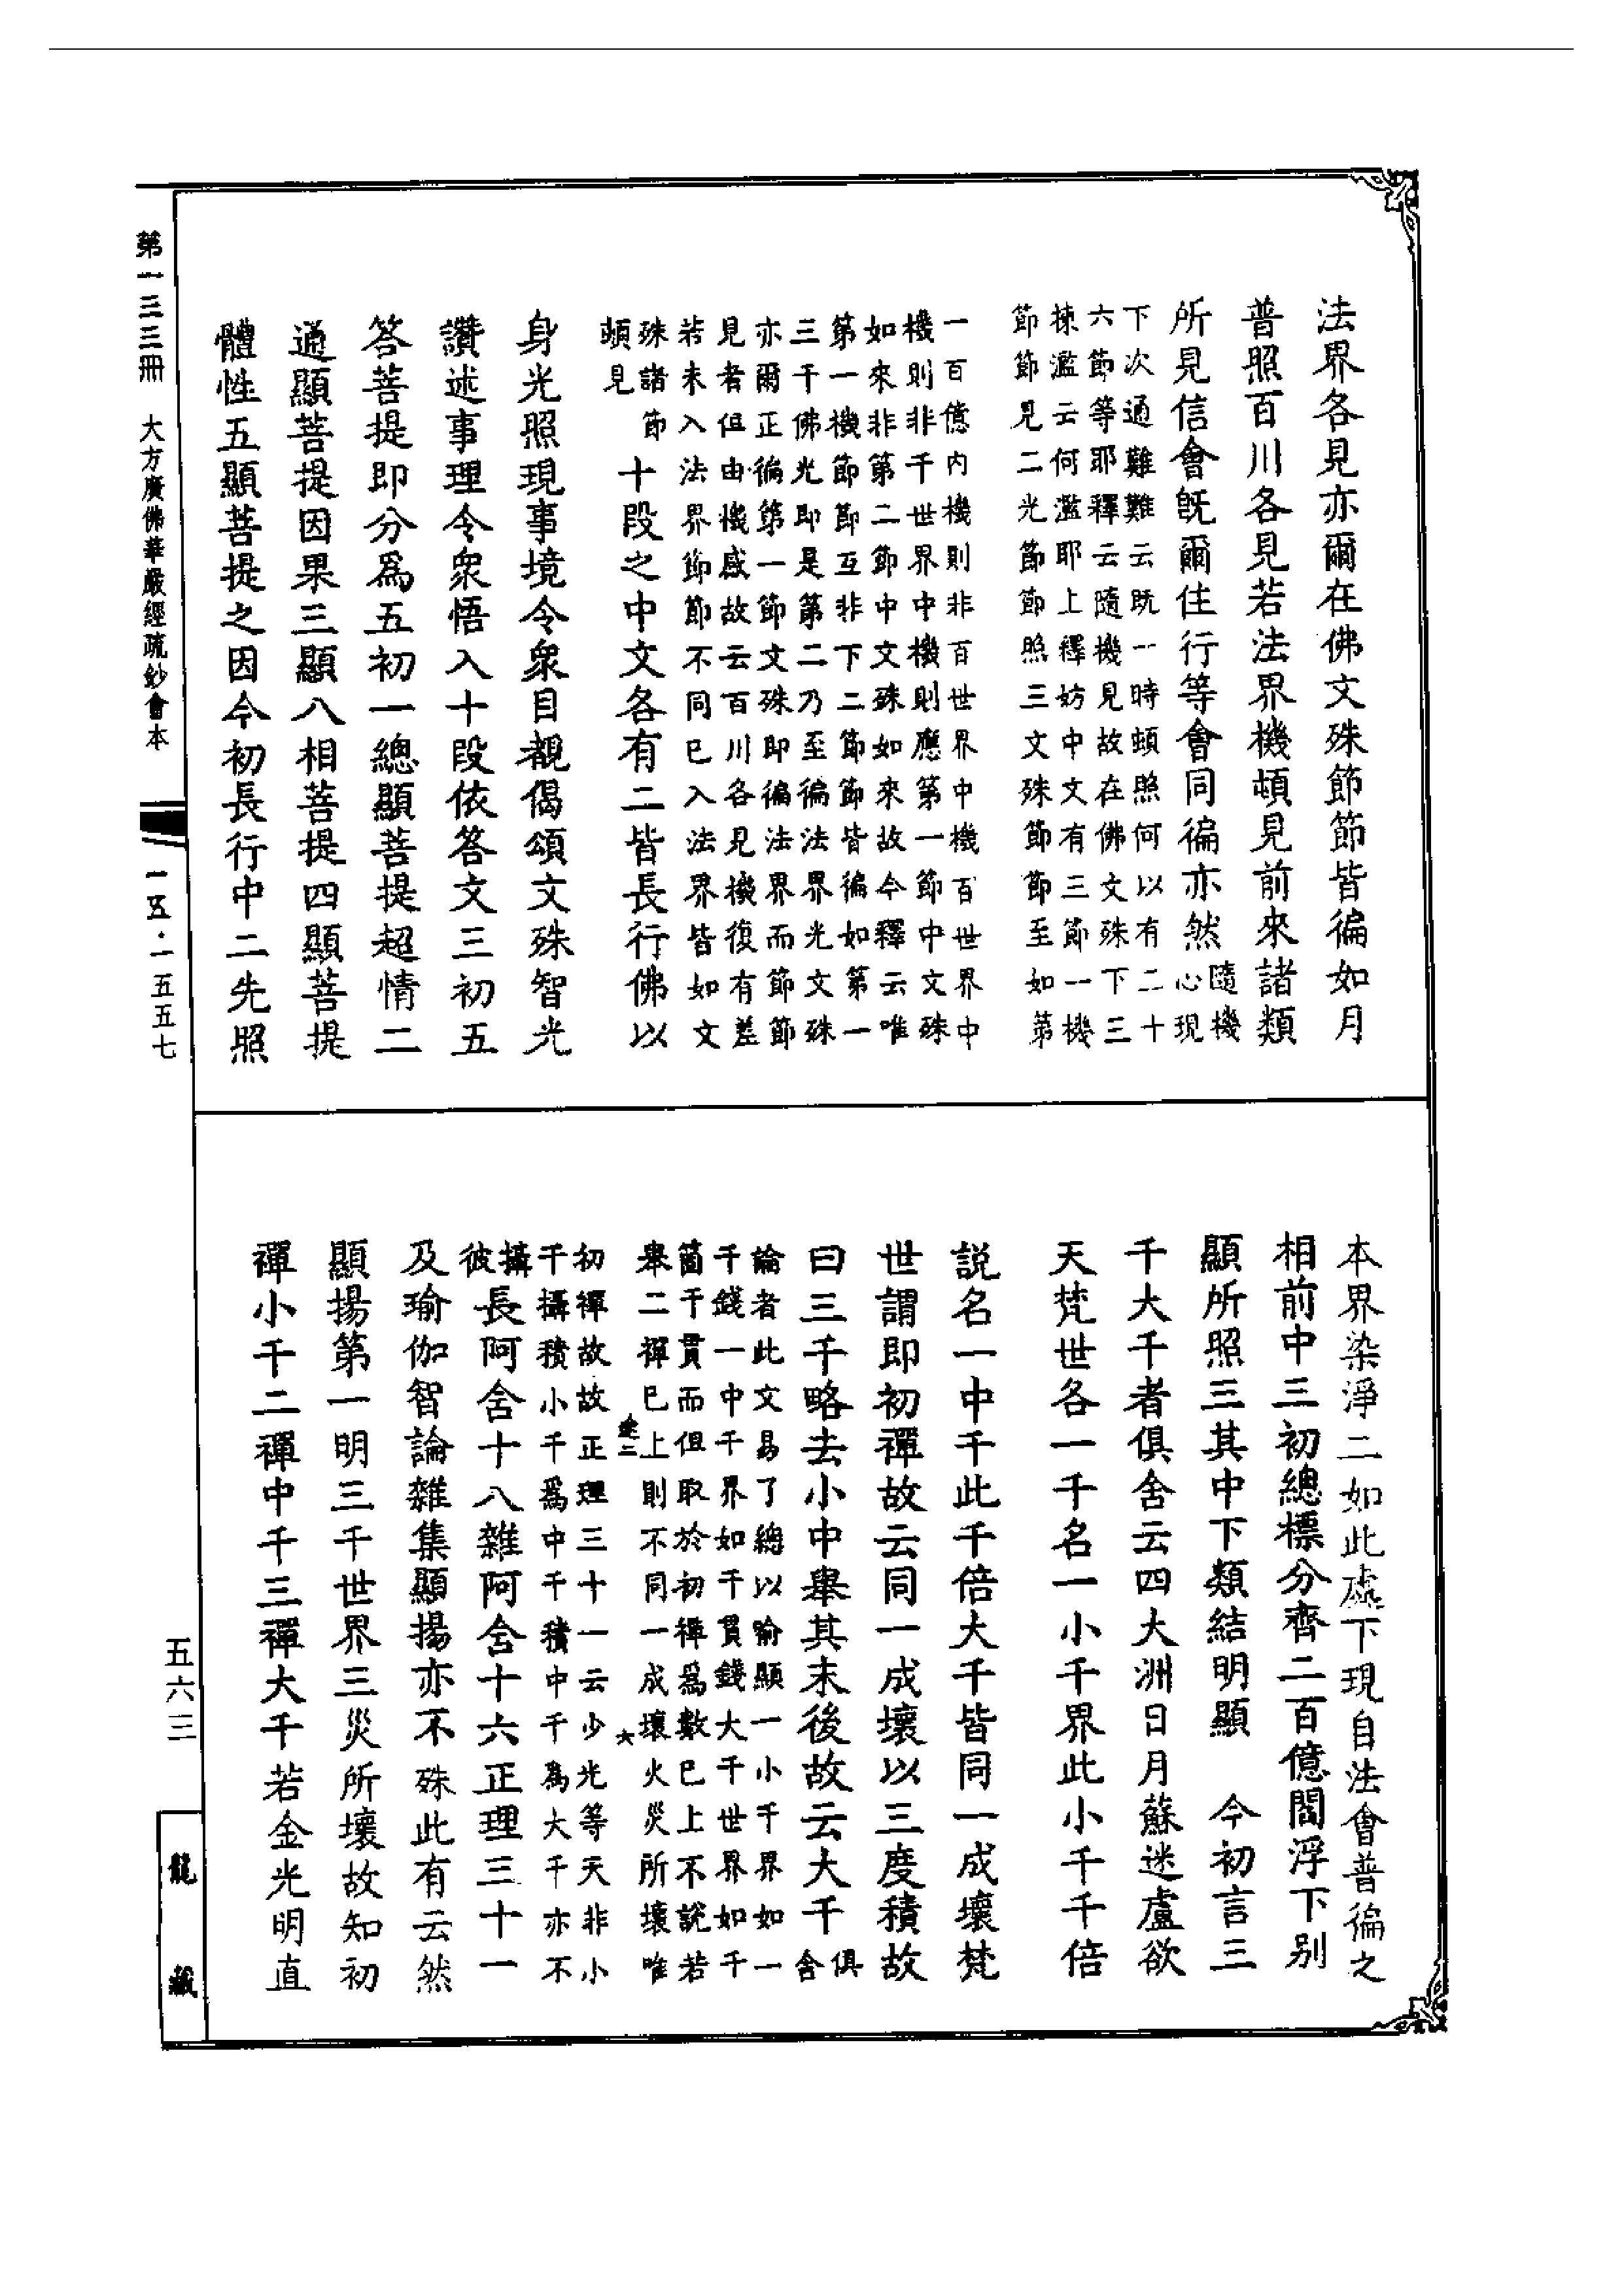 法界各見亦爾在佛文殊節節皆徧如月
普照百川各見若法界機頓見前來諸類
所見信會既爾住行等會同徧亦然隨機心現
下次通難難云既一時頓照何以有二十
六節等耶釋云隨機見故在佛文殊下三
揀濫云何濫耶上釋妨中文有三節一機
節節見二光節節照三文殊節節至如第
一百億內機則非百世界中機百世界中
機則非千世界中機則應第一節中文殊
如來非第二節中文殊如來故今釋云唯
第一機節節互非下二節節皆徧如第一
三千佛光即是第二乃至徧法界光文殊
亦爾正徧第一節文殊即徧法界而節節
見者但由機感故云百川各見機復有差
若未入法界節節不同已入法界皆如文
殊諸節
頓見
十段之中文各有二皆長行佛以
身光照現事境令衆目覩偈頌文殊智光
讚述事理令衆悟入十段依答文三初五
答菩提即分爲五初一總顯菩提超情二
通顯菩提因果三顯八相菩提四顯菩提
體性五顯菩提之因今初長行中二先照
本界染淨二如此處下現自法會普徧之
相前中三初總標分齊二百億閻浮下别
顯所照三其中下類結明顯　今初言三
千大千者俱舍云四大洲日月蘇迷盧欲
天梵世各一千名一小千界此小千千倍
説名一中千此千倍大千皆同一成壞梵
世謂即初禪故云同一成壞以三度積故
曰三千略去小中舉其末後故云大千俱舍
論者此文易了總以喻顯一小千界如一
千錢一中千界如千貫錢大千世界如千
箇千貫而但取於初禪爲數已上不說若
舉二禪已上則不同一成壞火災所壞唯
初禪故故正理三十一云少光等天非小
千攝積小千爲中千積中千爲大千亦不
攝
彼
長阿含十八雜阿含十六正理三十一
及瑜伽智論雜集顯揚亦不殊此有云然
顯揚第一明三千世界三災所壞故知初
禪小千二禪中千三禪大千若金光明直
第一三三冊　大方廣佛華嚴經疏鈔會本
一五·一五五七
五六三
龍藏